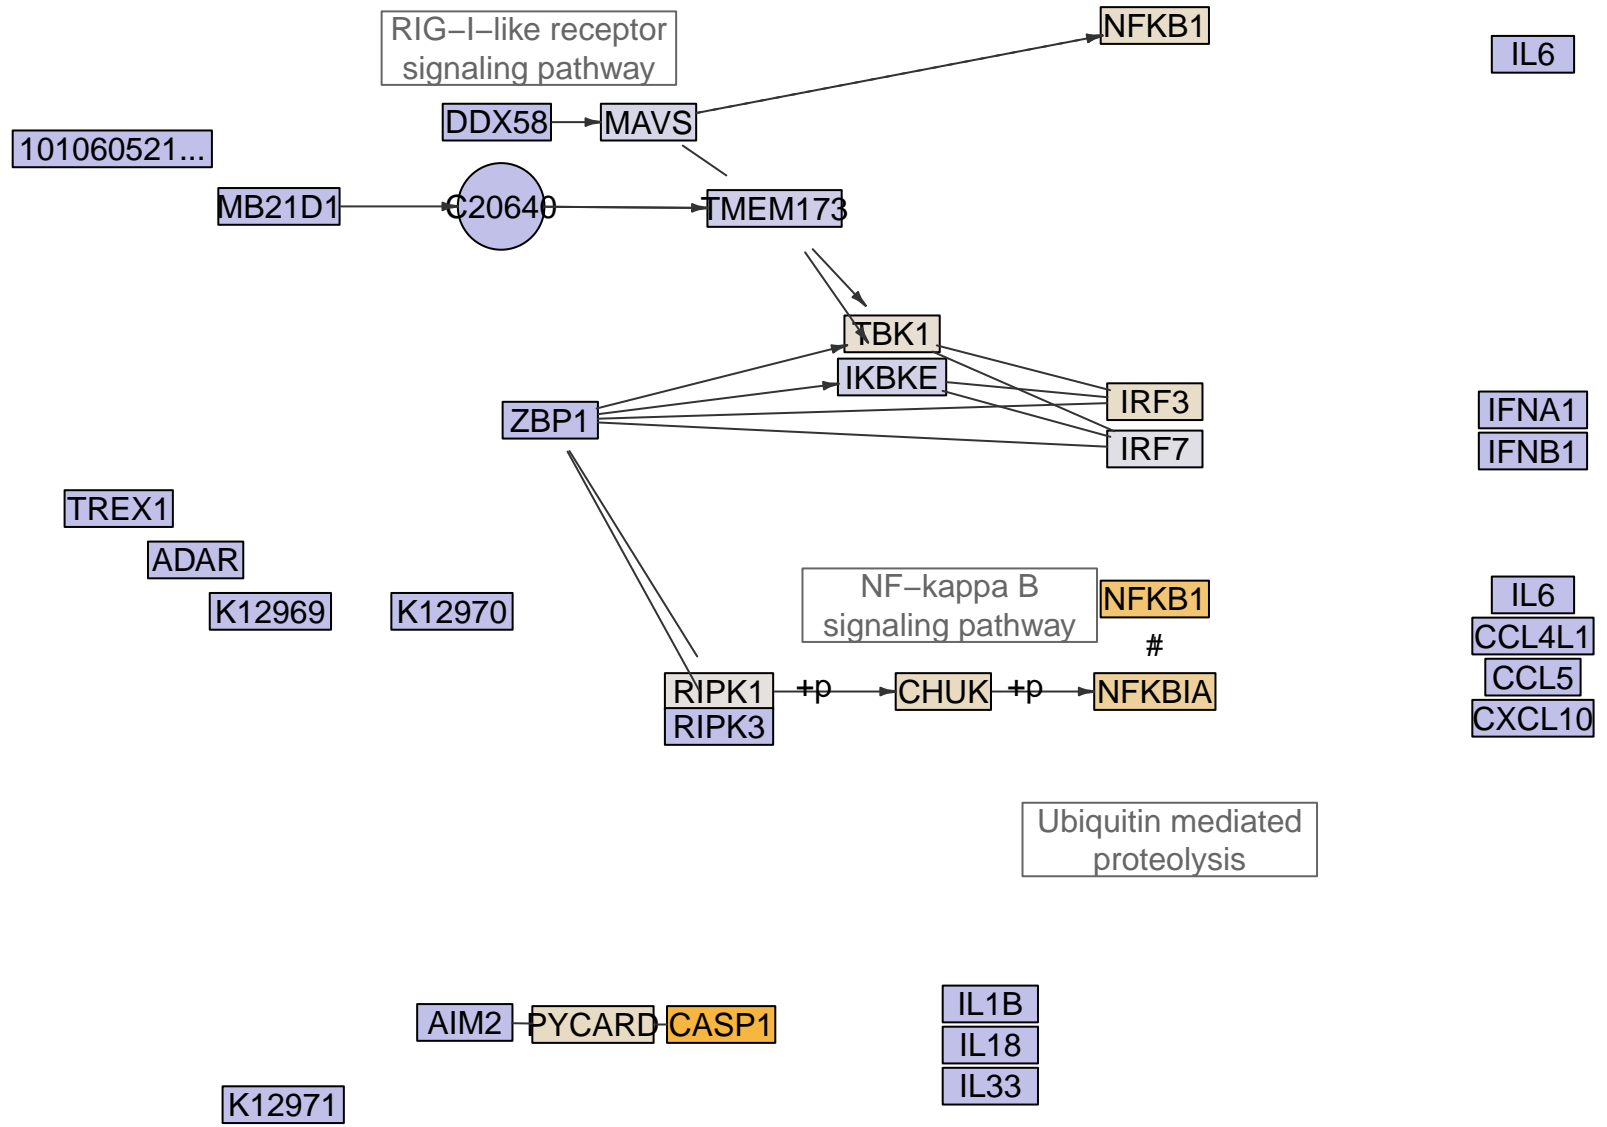 RIG−I−like receptor
signaling pathway
NFKB1
IL6
DDX58
MAVS
101060521...
MB21D1
C20640
TMEM173
TBK1
IKBKE
ZBP1
IRF3
IRF7
IFNA1
IFNB1
TREX1
ADAR
K12969
K12970
NF−kappa B
signaling pathway
NFKB1
#
IL6
CCL4L1
CCL5
CXCL10
RIPK1
+p
CHUK
+p
NFKBIA
RIPK3
Ubiquitin mediated
proteolysis
AIM2
PYCARD
CASP1
IL1B
IL18
IL33
K12971